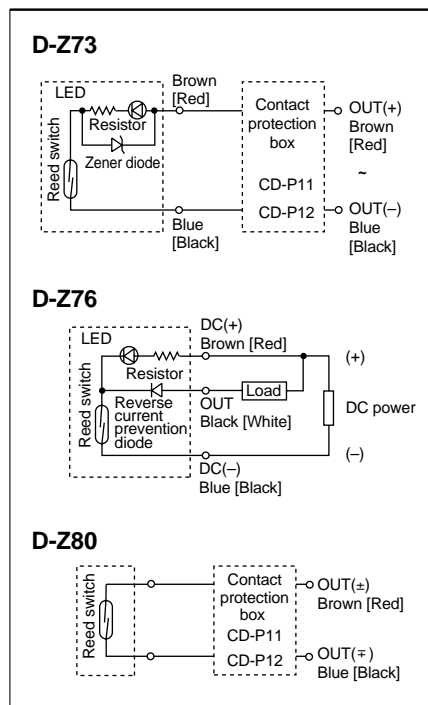 D-Z73
LED
Brown
[Red]
Resistor
Zener diode
Reed switch
Blue
[Black]
Contact
protection
box
CD-P11
CD-P12
OUT(+)
Brown
[Red]
~
OUT(–)
Blue
[Black]
D-Z76
LED
DC(+)
Brown [Red]
Resistor
Reed switch
Reverse
current
prevention
diode
OUT
Black [White]
Load
(+)
DC power
(–)
DC(–)
Blue [Black]
D-Z80
Reed switch
Contact
protection
box
CD-P11
CD-P12
OUT(±)
Brown [Red]
OUT(∓)
Blue [Black]